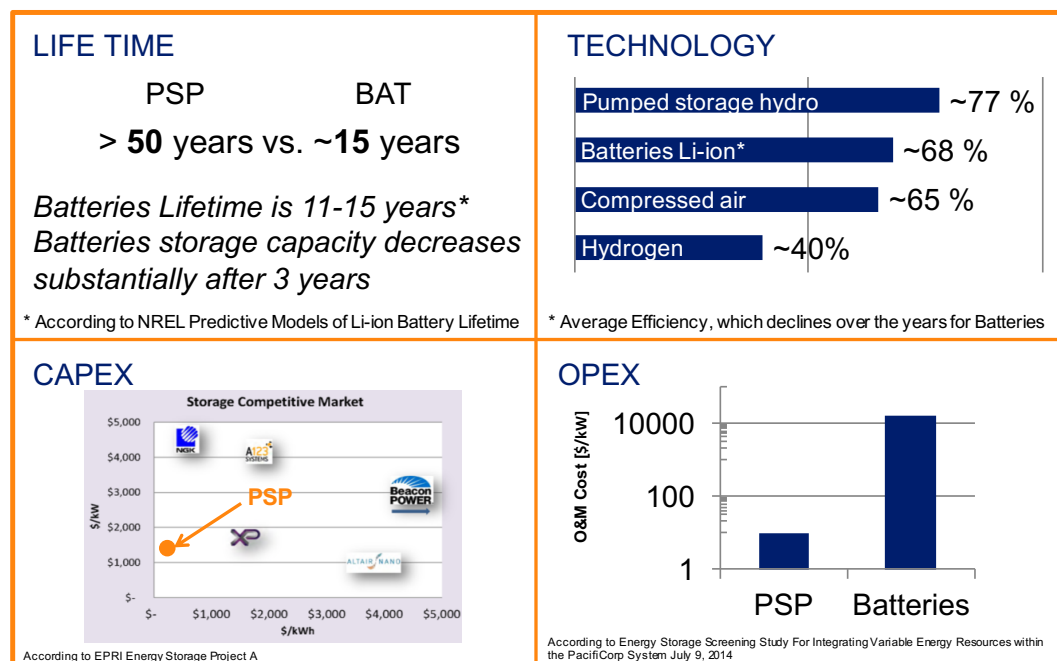 LIFE TIME
PSP BAT
> 50 years vs. ~15 years
Batteries Lifetime is 11-15 years*
Batteries storage capacity decreases
substantially after 3 years
* According to NREL Predictive Models of Li-ion Battery Lifetime
TECHNOLOGY
Pumped storage hydro ~77 %
Batteries Li-ion* ~68 %
Compressed air ~65 %
Hydrogen ~40%
* Average Efficiency, which declines over the years for Batteries
CAPEX
Storage Competitive Market
$/kW
$5,000
$4,000
$3,000
$2,000
$1,000
$-
NGK
A123
SYSTEMS
PSP
Beacon
POWER
XP
ALTAIR NANO
$- $1,000 $2,000 $3,000 $4,000 $5,000
$/kWh
According to EPRI Energy Storage Project A
OPEX
O&M Cost [$/kW]
10000
100
1
PSP Batteries
According to Energy Storage Screening Study For Integrating Variable Energy Resources within
the PacifiCorp System July 9, 2014